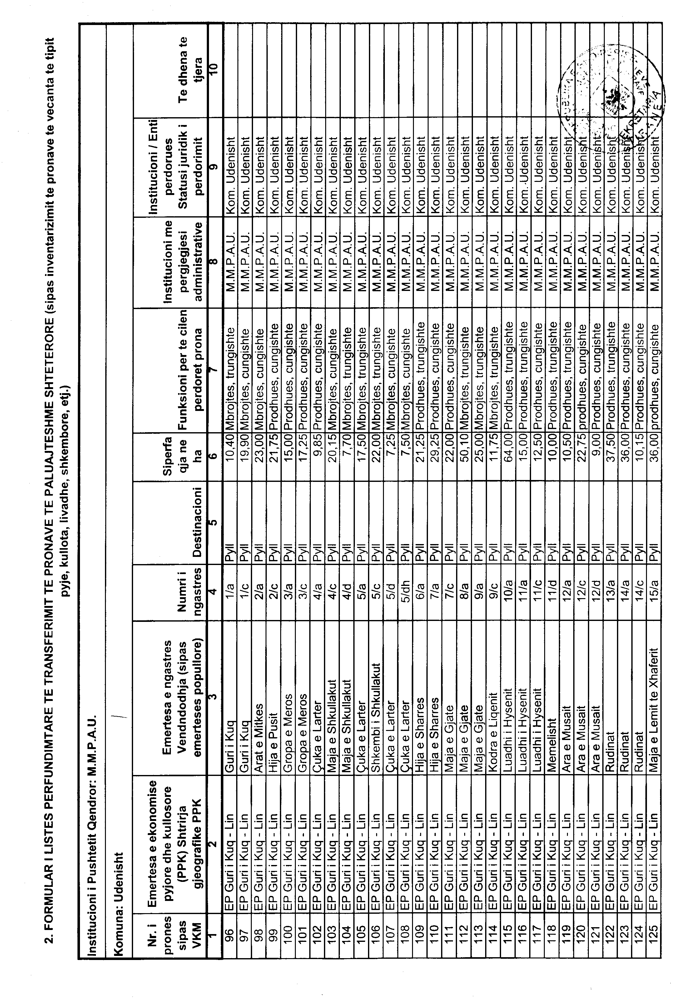 2. FORMULAR I LISTES PERFUNDIMTARE TE TRANSFERIMIT TE PRONAVE TE PALUAJTESHME SHTETERORE (sipas inventarizimit te pronave te vecanta te tipit
pyje, kullota, livadhe, shkembore, etj.)
Institucioni i Pushtetit Qendror: M.M.P.A.U.
Komuna: Udenisht
Nr. i prones sipas VKM | Emertesa e ekonomise pyjore dhe kullosore (PPK) Shtrirja gjeografike PPK | Emertesa e ngastres Vendndodhja (sipas emerteses popullore) | Numri i ngastres | Destinacioni | Siperfa qja ne ha | Funksioni per te cilen perdoret prona | Institucioni me pergjegjesi administrative | Institucioni / Enti perdorues Statusi juridik i perdorimit | Te dhena te tjera
1 2 3 4 5 6 7 8 9 10
96 EP Guri i Kuq - Lin Guri i Kuq 1/a Pyll 10,40 Mbrojtes, trungishte M.M.P.A.U. Kom. Udenisht
97 EP Guri i Kuq - Lin Guri i Kuq 1/c Pyll 19,90 Mbrojtes, cungishte M.M.P.A.U. Kom. Udenisht
98 EP Guri i Kuq - Lin Arat e Mitkes 2/a Pyll 23,00 Mbrojtes, cungishte M.M.P.A.U. Kom. Udenisht
99 EP Guri i Kuq - Lin Hija e Pusit 2/c Pyll 21,75 Prodhues, cungishte M.M.P.A.U. Kom. Udenisht
100 EP Guri i Kuq - Lin Gropa e Meros 3/a Pyll 15,00 Prodhues, cungishte M.M.P.A.U. Kom. Udenisht
101 EP Guri i Kuq - Lin Gropa e Meros 3/c Pyll 17,25 Prodhues, cungishte M.M.P.A.U. Kom. Udenisht
102 EP Guri i Kuq - Lin Çuka e Larter 4/a Pyll 9,85 Prodhues, cungishte M.M.P.A.U. Kom. Udenisht
103 EP Guri i Kuq - Lin Maja e Shkullakut 4/c Pyll 20,15 Mbrojtes, cungishte M.M.P.A.U. Kom. Udenisht
104 EP Guri i Kuq - Lin Maja e Shkullakut 4/d Pyll 7,70 Mbrojtes, trungishte M.M.P.A.U. Kom. Udenisht
105 EP Guri i Kuq - Lin Çuka e Larter 5/a Pyll 17,50 Mbrojtes, trungishte M.M.P.A.U. Kom. Udenisht
106 EP Guri i Kuq - Lin Shkembi i Shkullakut 5/c Pyll 22,00 Mbrojtes, trungishte M.M.P.A.U. Kom. Udenisht
107 EP Guri i Kuq - Lin Çuka e Larter 5/d Pyll 7,25 Mbrojtes, cungishte M.M.P.A.U. Kom. Udenisht
108 EP Guri i Kuq - Lin Çuka e Larter 5/dh Pyll 7,50 Mbrojtes, cungishte M.M.P.A.U. Kom. Udenisht
109 EP Guri i Kuq - Lin Hija e Sharres 6/a Pyll 21,25 Prodhues, trungishte M.M.P.A.U. Kom. Udenisht
110 EP Guri i Kuq - Lin Hija e Sharres 7/a Pyll 29,25 Prodhues, cungishte M.M.P.A.U. Kom. Udenisht
111 EP Guri i Kuq - Lin Maja e Gjate 7/c Pyll 22,00 Prodhues, cungishte M.M.P.A.U. Kom. Udenisht
112 EP Guri i Kuq - Lin Maja e Gjate 8/a Pyll 50,10 Mbrojtes, trungishte M.M.P.A.U. Kom. Udenisht
113 EP Guri i Kuq - Lin Maja e Gjate 9/a Pyll 25,00 Mbrojtes, trungishte M.M.P.A.U. Kom. Udenisht
114 EP Guri i Kuq - Lin Kodra e Liqenit 9/c Pyll 11,75 Mbrojtes, trungishte M.M.P.A.U. Kom. Udenisht
115 EP Guri i Kuq - Lin Luadhi i Hysenit 10/a Pyll 64,00 Prodhues, trungishte M.M.P.A.U. Kom. Udenisht
116 EP Guri i Kuq - Lin Luadhi i Hysenit 11/a Pyll 15,00 Prodhues, trungishte M.M.P.A.U. Kom. Udenisht
117 EP Guri i Kuq - Lin Luadhi i Hysenit 11/c Pyll 12,50 Prodhues, cungishte M.M.P.A.U. Kom. Udenisht
118 EP Guri i Kuq - Lin Memelisht 11/d Pyll 10,00 Prodhues, trungishte M.M.P.A.U. Kom. Udenisht
119 EP Guri i Kuq - Lin Ara e Musait 12/a Pyll 10,50 Prodhues, trungishte M.M.P.A.U. Kom. Udenisht
120 EP Guri i Kuq - Lin Ara e Musait 12/c Pyll 22,75 prodhues, cungishte M.M.P.A.U. Kom. Udenisht
121 EP Guri i Kuq - Lin Ara e Musait 12/d Pyll 9,00 Prodhues, cungishte M.M.P.A.U. Kom. Udenisht
122 EP Guri i Kuq - Lin Rudinat 13/a Pyll 37,50 Prodhues, trungishte M.M.P.A.U. Kom. Udenisht
123 EP Guri i Kuq - Lin Rudinat 14/a Pyll 36,00 Prodhues, cungishte M.M.P.A.U. Kom. Udenisht
124 EP Guri i Kuq - Lin Rudinat 14/c Pyll 10,15 Prodhues, cungishte M.M.P.A.U. Kom. Udenisht
125 EP Guri i Kuq - Lin Maja e Lemit te Xhaferit 15/a Pyll 36,00 prodhues, cungishte M.M.P.A.U. Kom. Udenisht